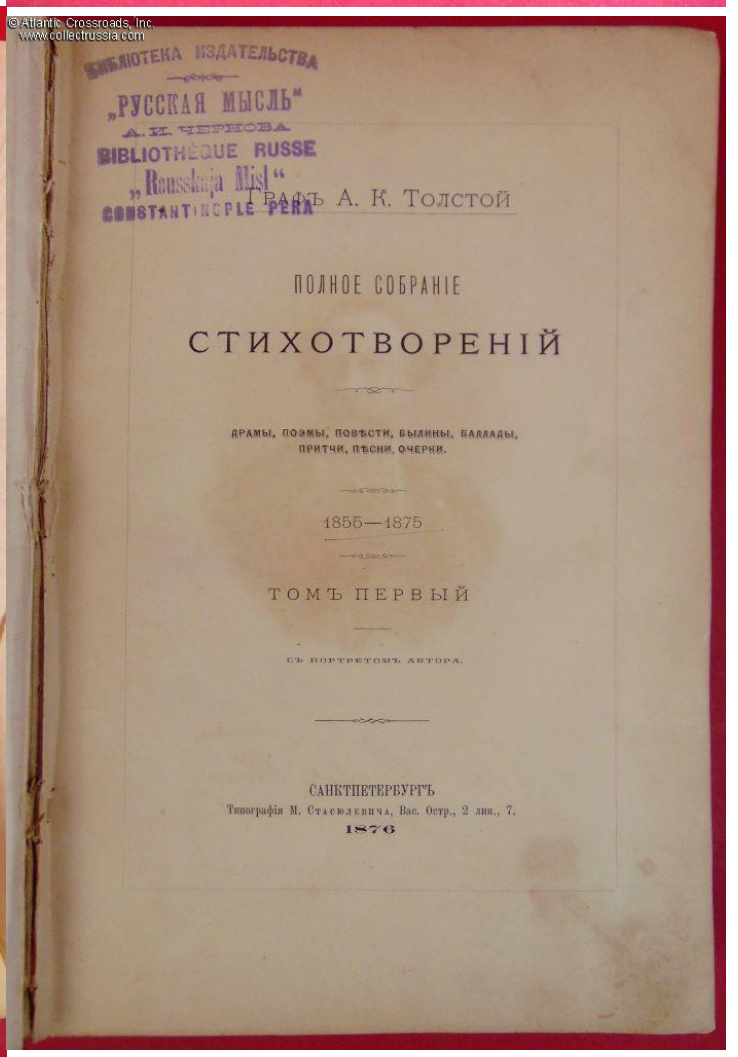 © Atlantic Crossroads, Inc.
www.collectrussia.com
БИБЛІОТЕКА ИЗДАТЕЛЬСТВА
„РУССКАЯ МЫСЛЬ“
А. И. ЧЕРНОВА
BIBLIOTHÈQUE RUSSE
„Rousskaja Misl“
CONSTANTINOPLE PERA
ГРАФЪ А. К. ТОЛСТОЙ
ПОЛНОЕ СОБРАНІЕ
СТИХОТВОРЕНІЙ
ДРАМЫ, ПОЭМЫ, ПОВѢСТИ, БЫЛИНЫ, БАЛЛАДЫ,
ПРИТЧИ, ПѢСНИ, ОЧЕРКИ.
1855—1875
ТОМЪ ПЕРВЫЙ
СЪ ПОРТРЕТОМЪ АВТОРА.
САНКТПЕТЕРБУРГЪ
Типографія М. Стасюлевича, Вас. Остр., 2 лин., 7.
1876